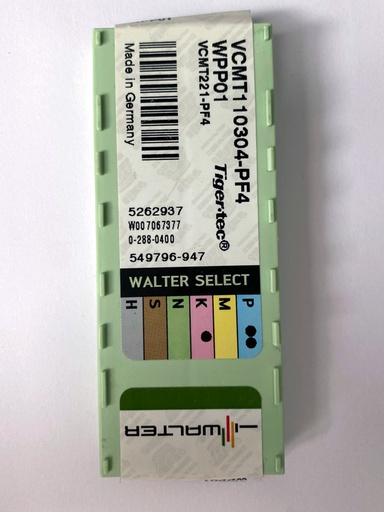 VCMT110304-PF4
WPP01
VCMT221-PF4
Tiger·tec®
Made in Germany
5262937
W007067377
0-288-0400
549796-947
WALTER SELECT
P
M
K
N
S
H
WALTER